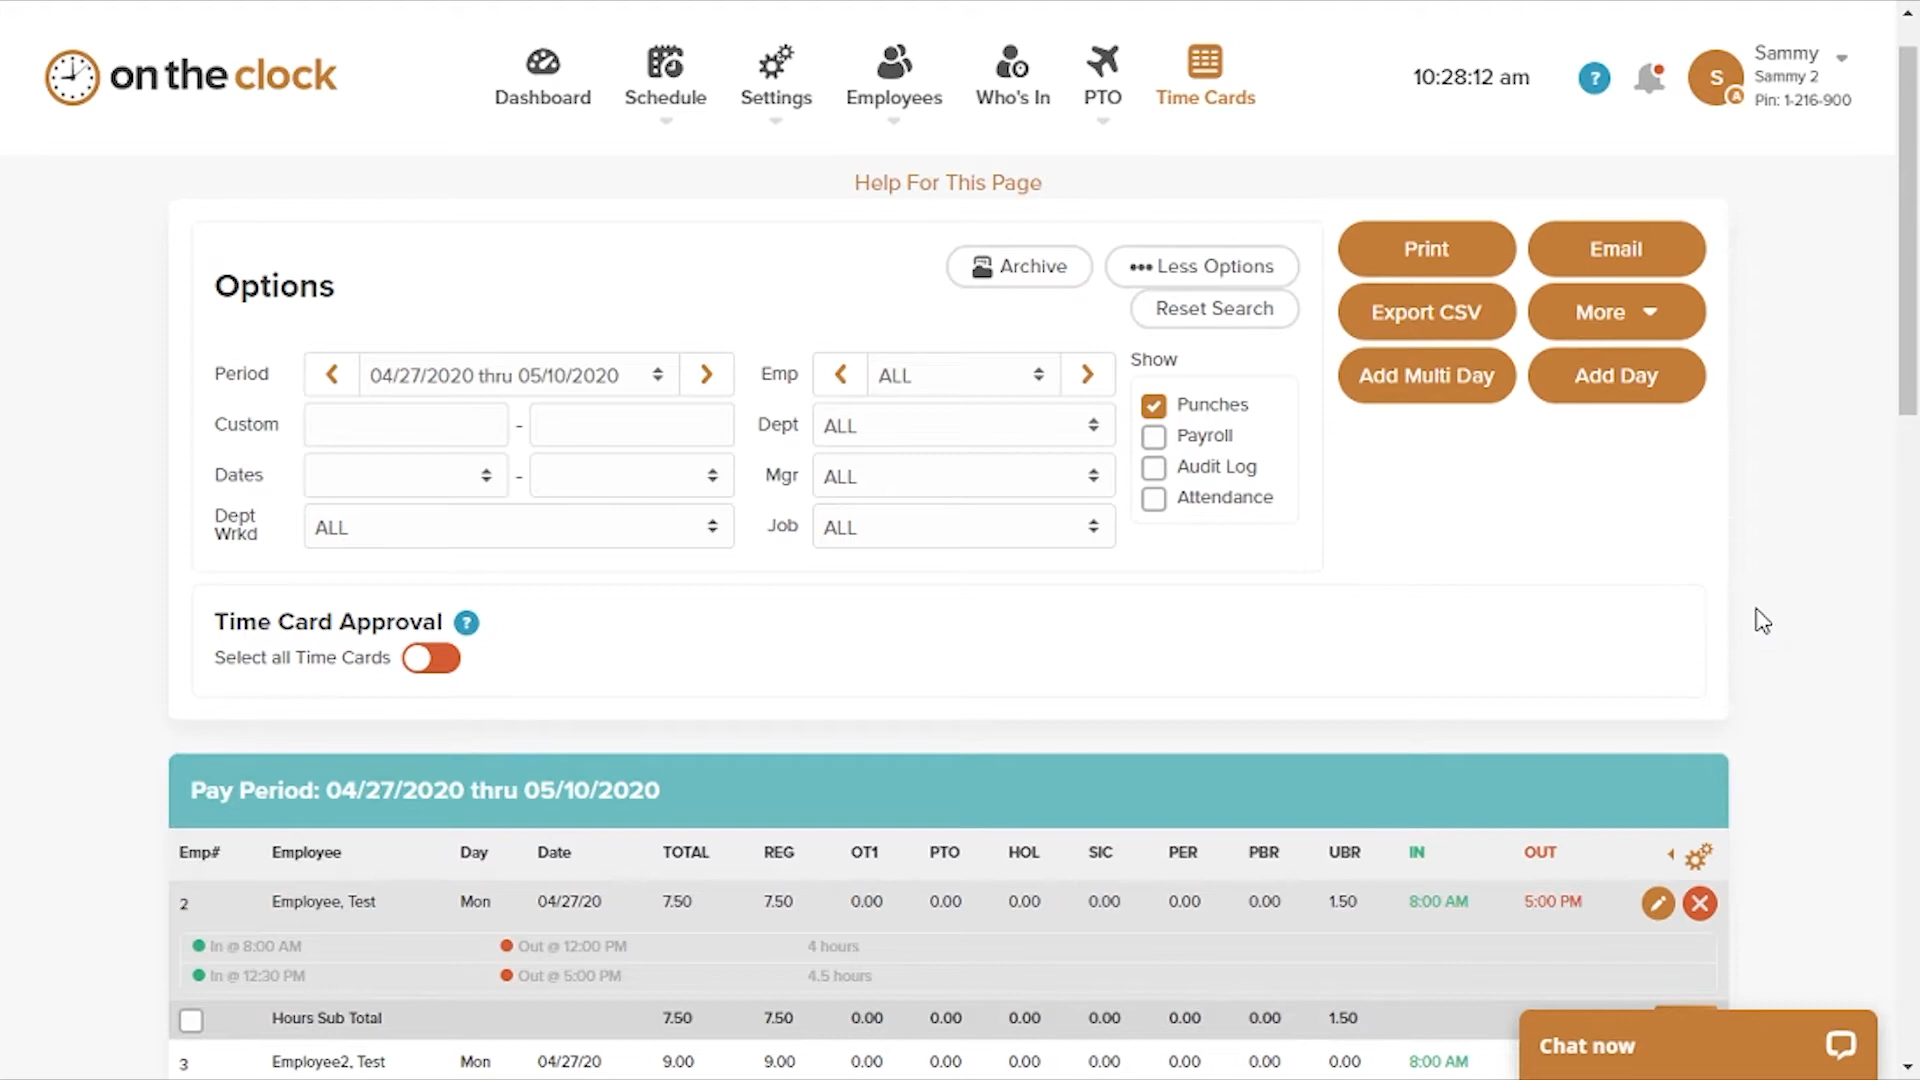 on the clock
Dashboard
Schedule
Settings
Employees
Who's In
PTO
Time Cards
10:28:12 am
?
S
A
Sammy
Sammy 2
Pin: 1-216-900
Help For This Page
Options
Archive
Less Options
Reset Search
Print
Email
Export CSV
More
Add Multi Day
Add Day
Period 04/27/2020 thru 05/10/2020
Emp ALL
Show
Custom -
Dept ALL
Punches
Payroll
Dates -
Mgr ALL
Audit Log
Attendance
Dept
Wrkd ALL
Job ALL
Time Card Approval ?
Select all Time Cards
Pay Period: 04/27/2020 thru 05/10/2020
Emp# Employee Day Date TOTAL REG OT1 PTO HOL SIC PER PBR UBR IN OUT
2 Employee, Test Mon 04/27/20 7.50 7.50 0.00 0.00 0.00 0.00 0.00 0.00 1.50 8:00 AM 5:00 PM
In @ 8:00 AM Out @ 12:00 PM 4 hours
In @ 12:30 PM Out @ 5:00 PM 4.5 hours
Hours Sub Total 7.50 7.50 0.00 0.00 0.00 0.00 0.00 0.00 1.50
3 Employee2, Test Mon 04/27/20 9.00 9.00 0.00 0.00 0.00 0.00 0.00 0.00 0.00 8:00 AM
Chat now